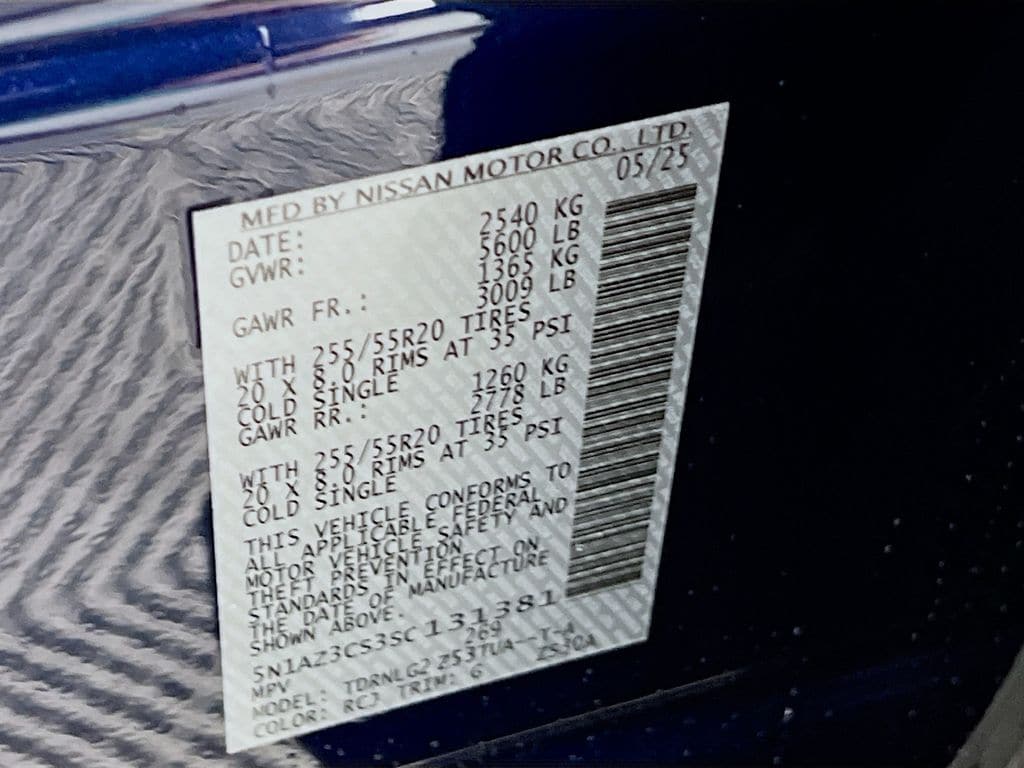 MFD BY NISSAN MOTOR CO., LTD.
DATE: 05/25
GVWR: 2540 KG
5600 LB
GAWR FR.: 1365 KG
3009 LB
WITH 255/55R20 TIRES
20 X 8.0 RIMS AT 35 PSI
COLD SINGLE
GAWR RR.: 1260 KG
2778 LB
WITH 255/55R20 TIRES
20 X 8.0 RIMS AT 35 PSI
COLD SINGLE
THIS VEHICLE CONFORMS TO
ALL APPLICABLE FEDERAL
MOTOR VEHICLE SAFETY AND
THEFT PREVENTION
STANDARDS IN EFFECT ON
THE DATE OF MANUFACTURE
SHOWN ABOVE.
5N1AZ3CS3SC131381
MPV 269
MODEL: TDRNLG2 Z53TUA--T-A
COLOR: TRIM: 6